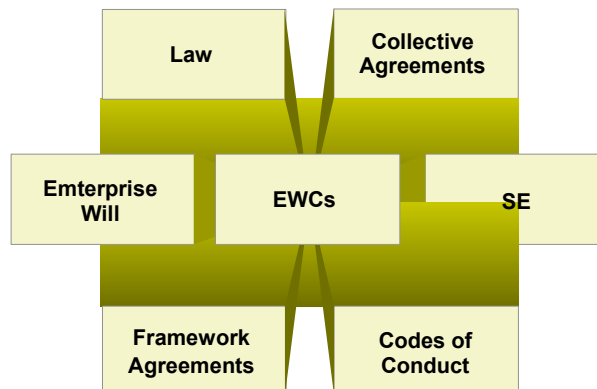 Law
Collective
Agreements
Emterprise
Will
EWCs
SE
Framework
Agreements
Codes of
Conduct